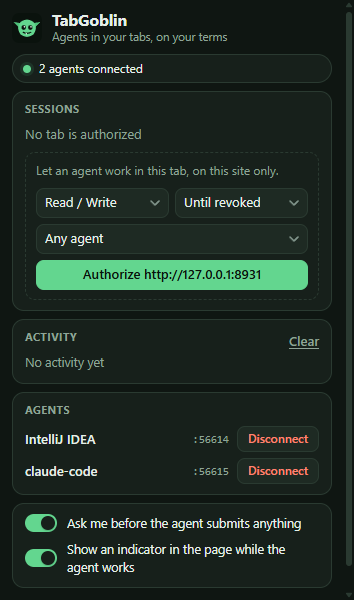 TabGoblin
Agents in your tabs, on your terms
2 agents connected
SESSIONS
No tab is authorized
Let an agent work in this tab, on this site only.
Read / Write
Until revoked
Any agent
Authorize http://127.0.0.1:8931
ACTIVITY
Clear
No activity yet
AGENTS
IntelliJ IDEA :56614 Disconnect
claude-code :56615 Disconnect
Ask me before the agent submits anything
Show an indicator in the page while the
agent works